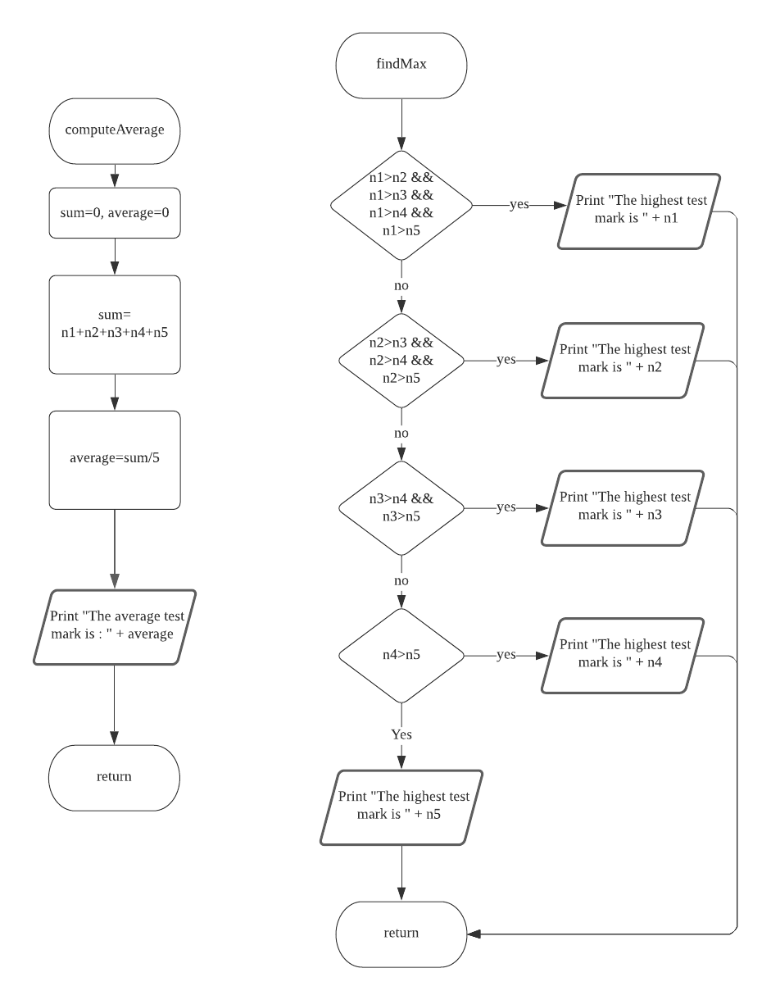 computeAverage
sum=0, average=0
sum=
n1+n2+n3+n4+n5
average=sum/5
Print "The average test
mark is : " + average
return
findMax
n1>n2 &&
n1>n3 &&
n1>n4 &&
n1>n5
yes
Print "The highest test
mark is " + n1
no
n2>n3 &&
n2>n4 &&
n2>n5
yes
Print "The highest test
mark is " + n2
no
n3>n4 &&
n3>n5
yes
Print "The highest test
mark is " + n3
no
n4>n5
yes
Print "The highest test
mark is " + n4
Yes
Print "The highest test
mark is " + n5
return